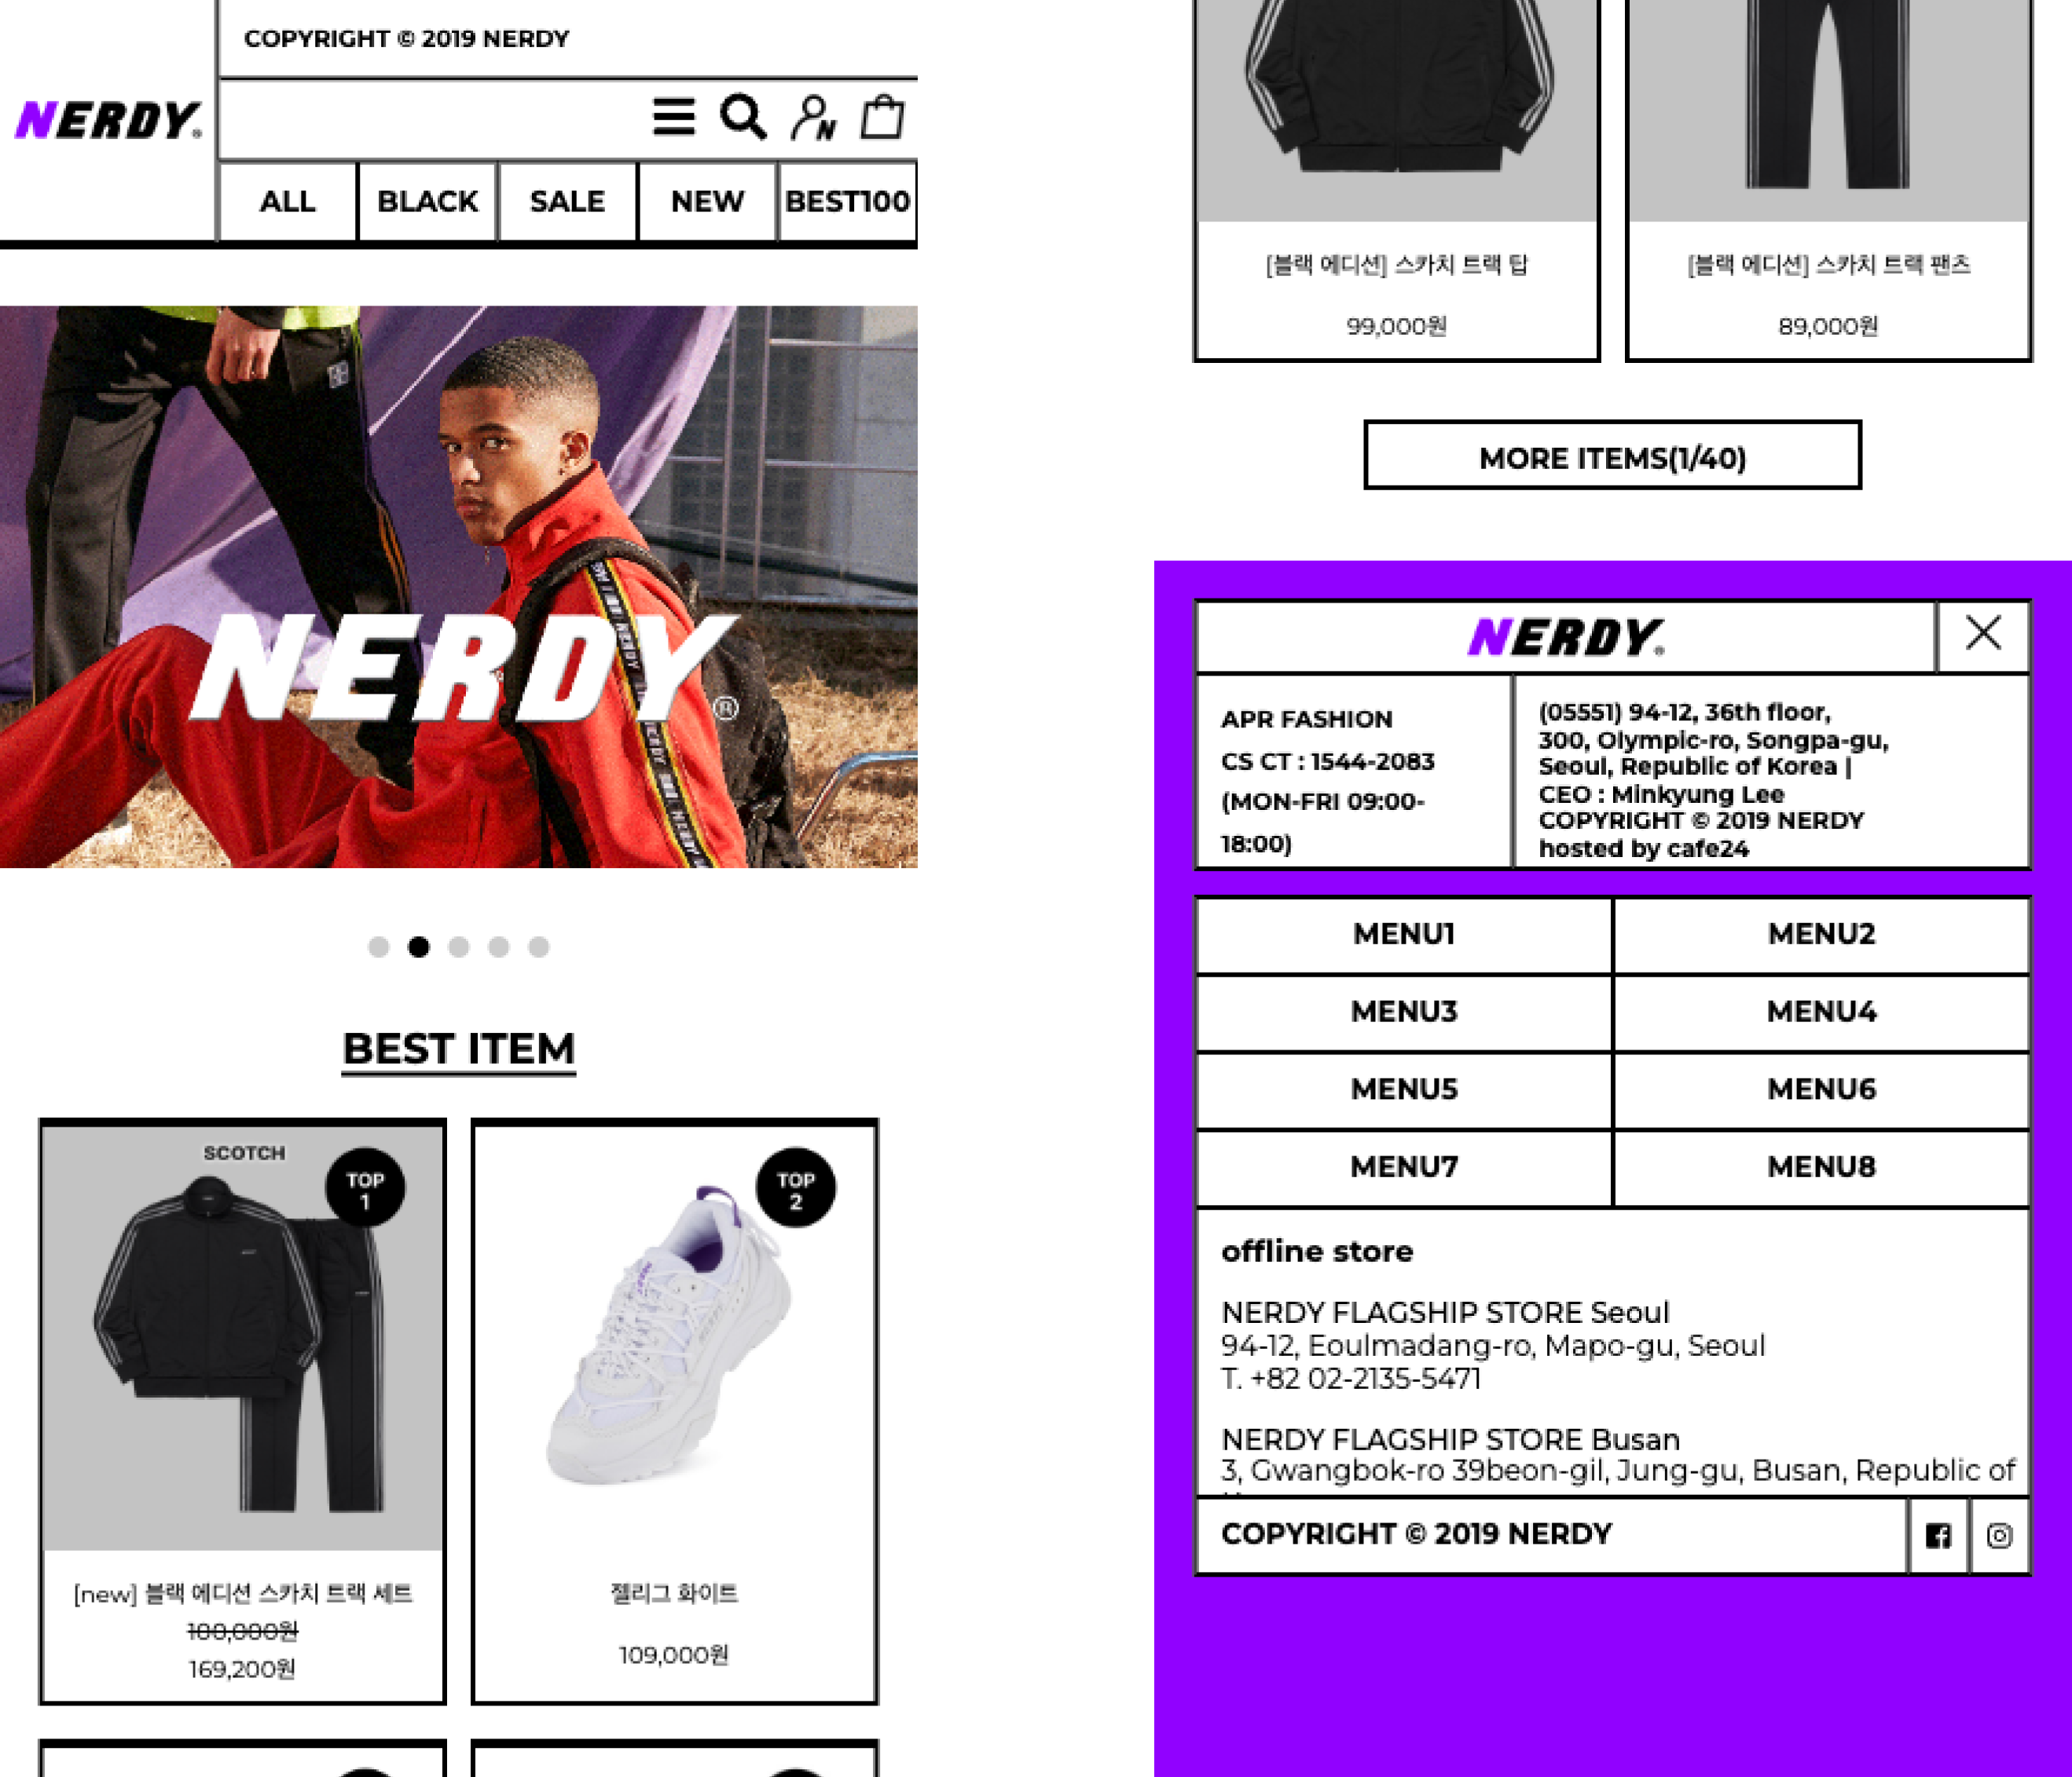 COPYRIGHT © 2019 NERDY
NERDY®
ALL
BLACK
SALE
NEW
BEST100
NERDY®
BEST ITEM
SCOTCH
TOP
1
[new] 블랙 에디션 스카치 트랙 세트
100,000원
169,200원
TOP
2
젤리그 화이트
109,000원
[블랙 에디션] 스카치 트랙 탑
99,000원
[블랙 에디션] 스카치 트랙 팬츠
89,000원
MORE ITEMS(1/40)
NERDY®
APR FASHION
CS CT : 1544-2083
(MON-FRI 09:00-
18:00)
(05551) 94-12, 36th floor,
300, Olympic-ro, Songpa-gu,
Seoul, Republic of Korea |
CEO : Minkyung Lee
COPYRIGHT © 2019 NERDY
hosted by cafe24
MENU1
MENU2
MENU3
MENU4
MENU5
MENU6
MENU7
MENU8
offline store
NERDY FLAGSHIP STORE Seoul
94-12, Eoulmadang-ro, Mapo-gu, Seoul
T. +82 02-2135-5471
NERDY FLAGSHIP STORE Busan
3, Gwangbok-ro 39beon-gil, Jung-gu, Busan, Republic of
COPYRIGHT © 2019 NERDY